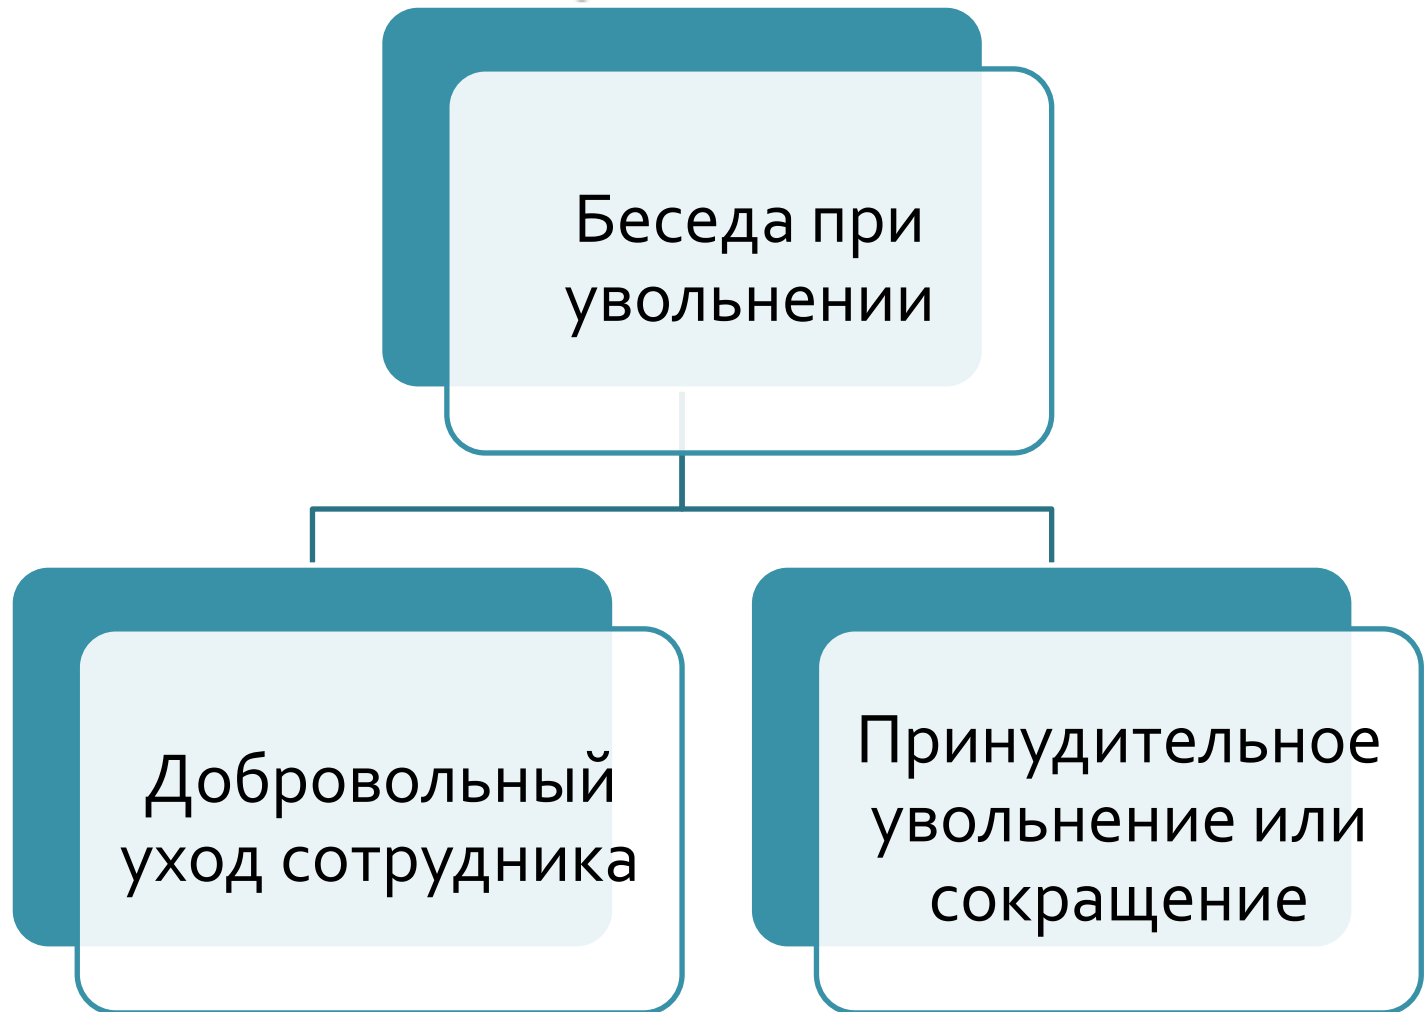 Беседа при
увольнении
Добровольный
уход сотрудника
Принудительное
увольнение или
сокращение